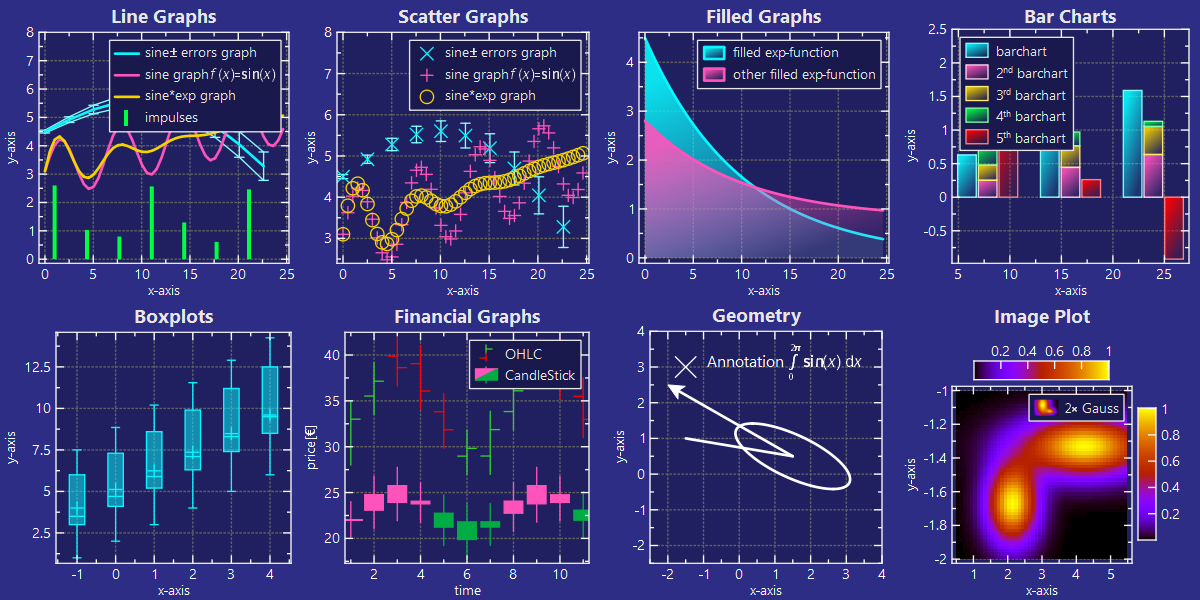 Line Graphs
Scatter Graphs
Filled Graphs
Bar Charts
8
7
6
5
4
3
2
1
0
y-axis
sine± errors graph
sine graph f (x)=sin(x)
sine*exp graph
impulses
0 5 10 15 20 25
x-axis
8
7
6
5
4
3
y-axis
sine± errors graph
sine graph f (x)=sin(x)
sine*exp graph
0 5 10 15 20 25
x-axis
4
3
2
1
0
y-axis
filled exp-function
other filled exp-function
0 5 10 15 20 25
x-axis
2.5
2
1.5
1
0.5
0
-0.5
y-axis
barchart
2nd barchart
3rd barchart
4th barchart
5th barchart
5 10 15 20 25
x-axis
Boxplots
Financial Graphs
Geometry
Image Plot
12.5
10
7.5
5
2.5
y-axis
-1 0 1 2 3 4
x-axis
40
35
30
25
20
price [€]
OHLC
CandleStick
2 4 6 8 10
time
4
3
2
1
0
-1
-2
y-axis
Annotation ∫02π sin(x) dx
-2 -1 0 1 2 3 4
x-axis
0.2 0.4 0.6 0.8 1
-1
-1.2
-1.4
-1.6
-1.8
-2
y-axis
2× Gauss
1
0.8
0.6
0.4
0.2
1 2 3 4 5
x-axis